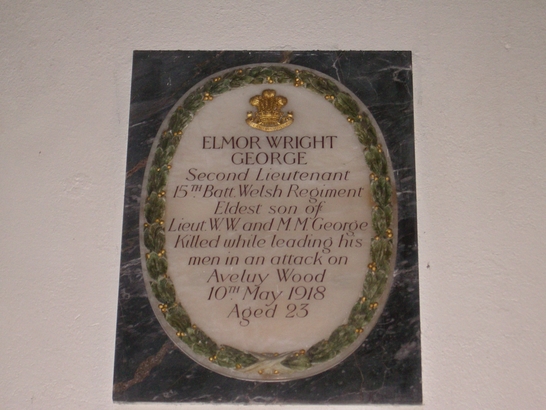 ELMOR WRIGHT
GEORGE
Second Lieutenant
15TH Batt. Welsh Regiment
Eldest son of
Lieut. W.W. and M.M. George
Killed while leading his
men in an attack on
Aveluy Wood
10TH May 1918
Aged 23